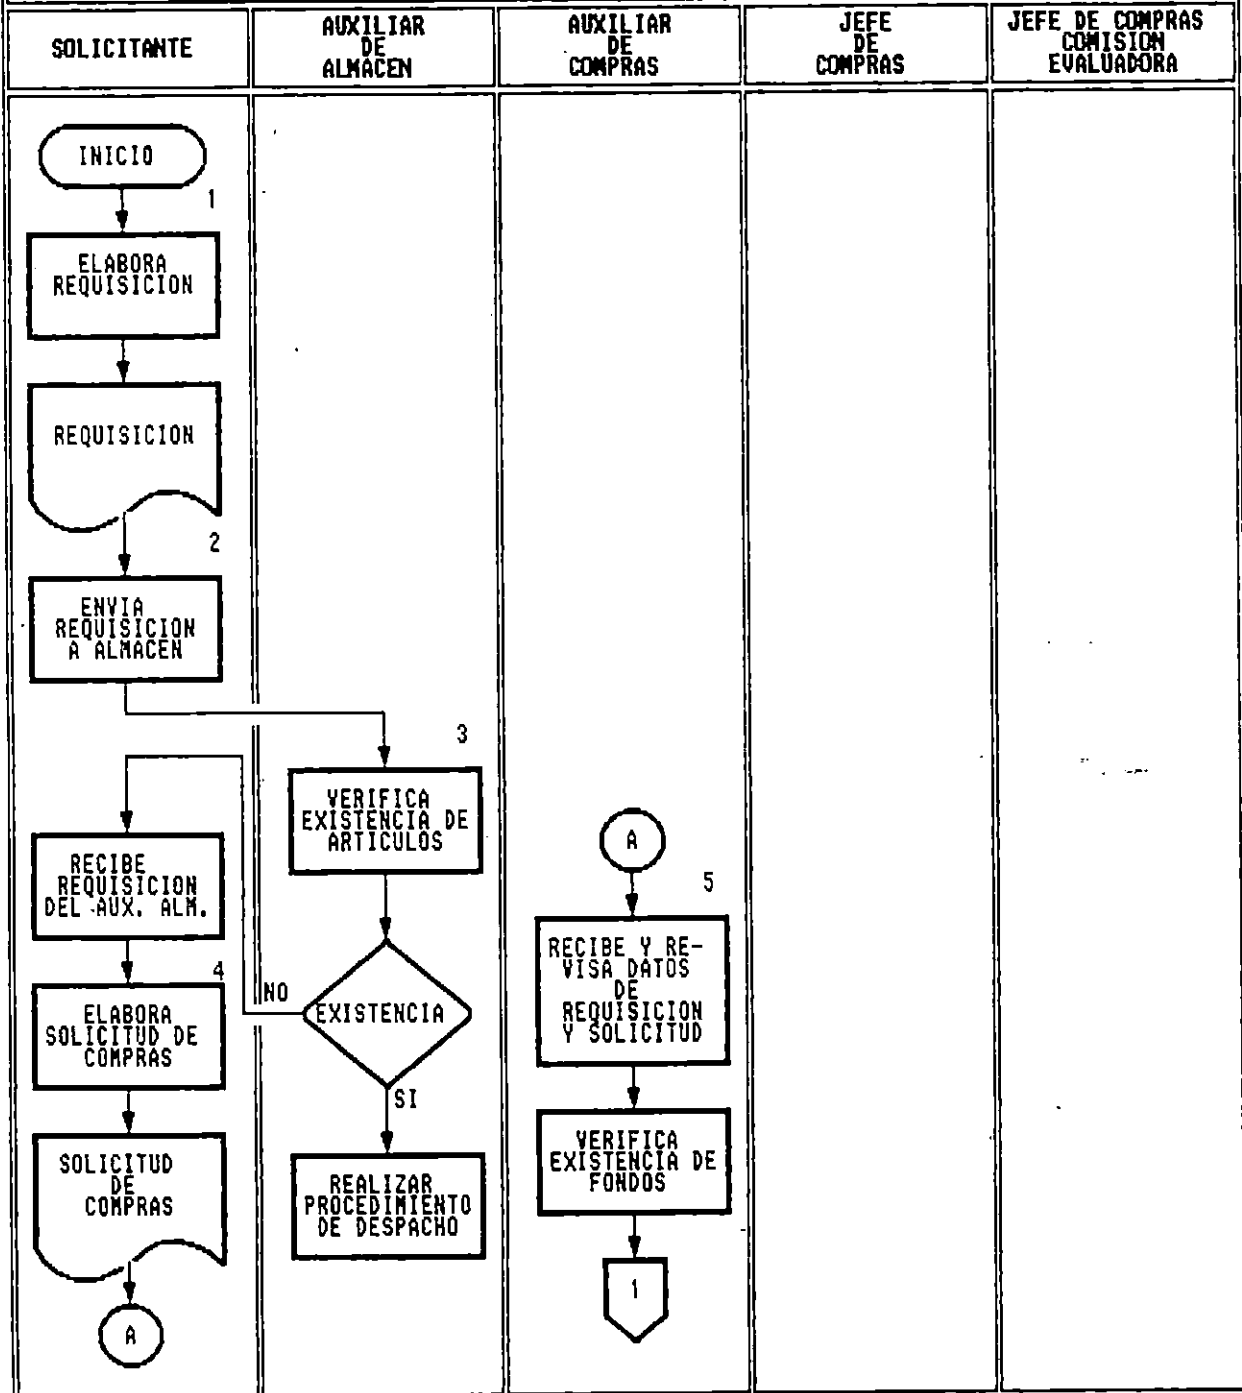 SOLICITANTE
AUXILIAR
DE
ALMACEN
AUXILIAR
DE
COMPRAS
JEFE
DE
COMPRAS
JEFE DE COMPRAS
COMISION
EVALUADORA
INICIO
1
ELABORA
REQUISICION
REQUISICION
2
ENVIA
REQUISICION
A ALMACEN
3
VERIFICA
EXISTENCIA DE
ARTICULOS
RECIBE
REQUISICION
DEL AUX. ALM.
4
ELABORA
SOLICITUD DE
COMPRAS
NO
EXISTENCIA
SI
REALIZAR
PROCEDIMIENTO
DE DESPACHO
SOLICITUD
DE
COMPRAS
A
A
5
RECIBE Y RE-
VISA DATOS
DE
REQUISICION
Y SOLICITUD
VERIFICA
EXISTENCIA DE
FONDOS
1